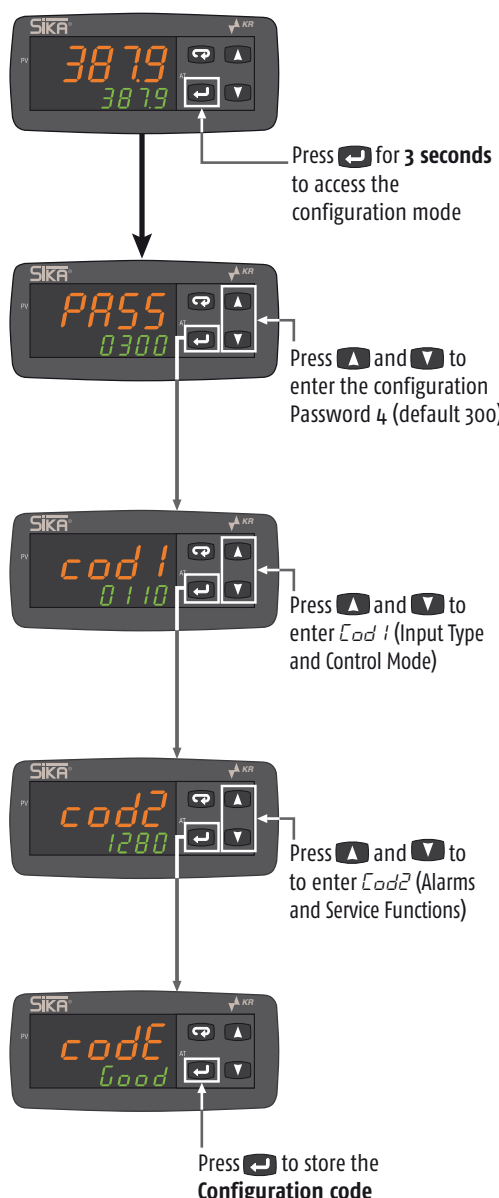 SIKA®
KR
PV
387.9
387.9
AT
Press for 3 seconds
to access the
configuration mode
SIKA®
KR
PV
PASS
0300
AT
Press and to
enter the configuration
Password 4 (default 300)
SIKA®
KR
PV
cod1
0110
AT
Press and to
enter Cod1 (Input Type
and Control Mode)
SIKA®
KR
PV
cod2
1280
AT
Press and to
to enter Cod2 (Alarms
and Service Functions)
SIKA®
KR
PV
codE
Good
AT
Press to store the
Configuration code